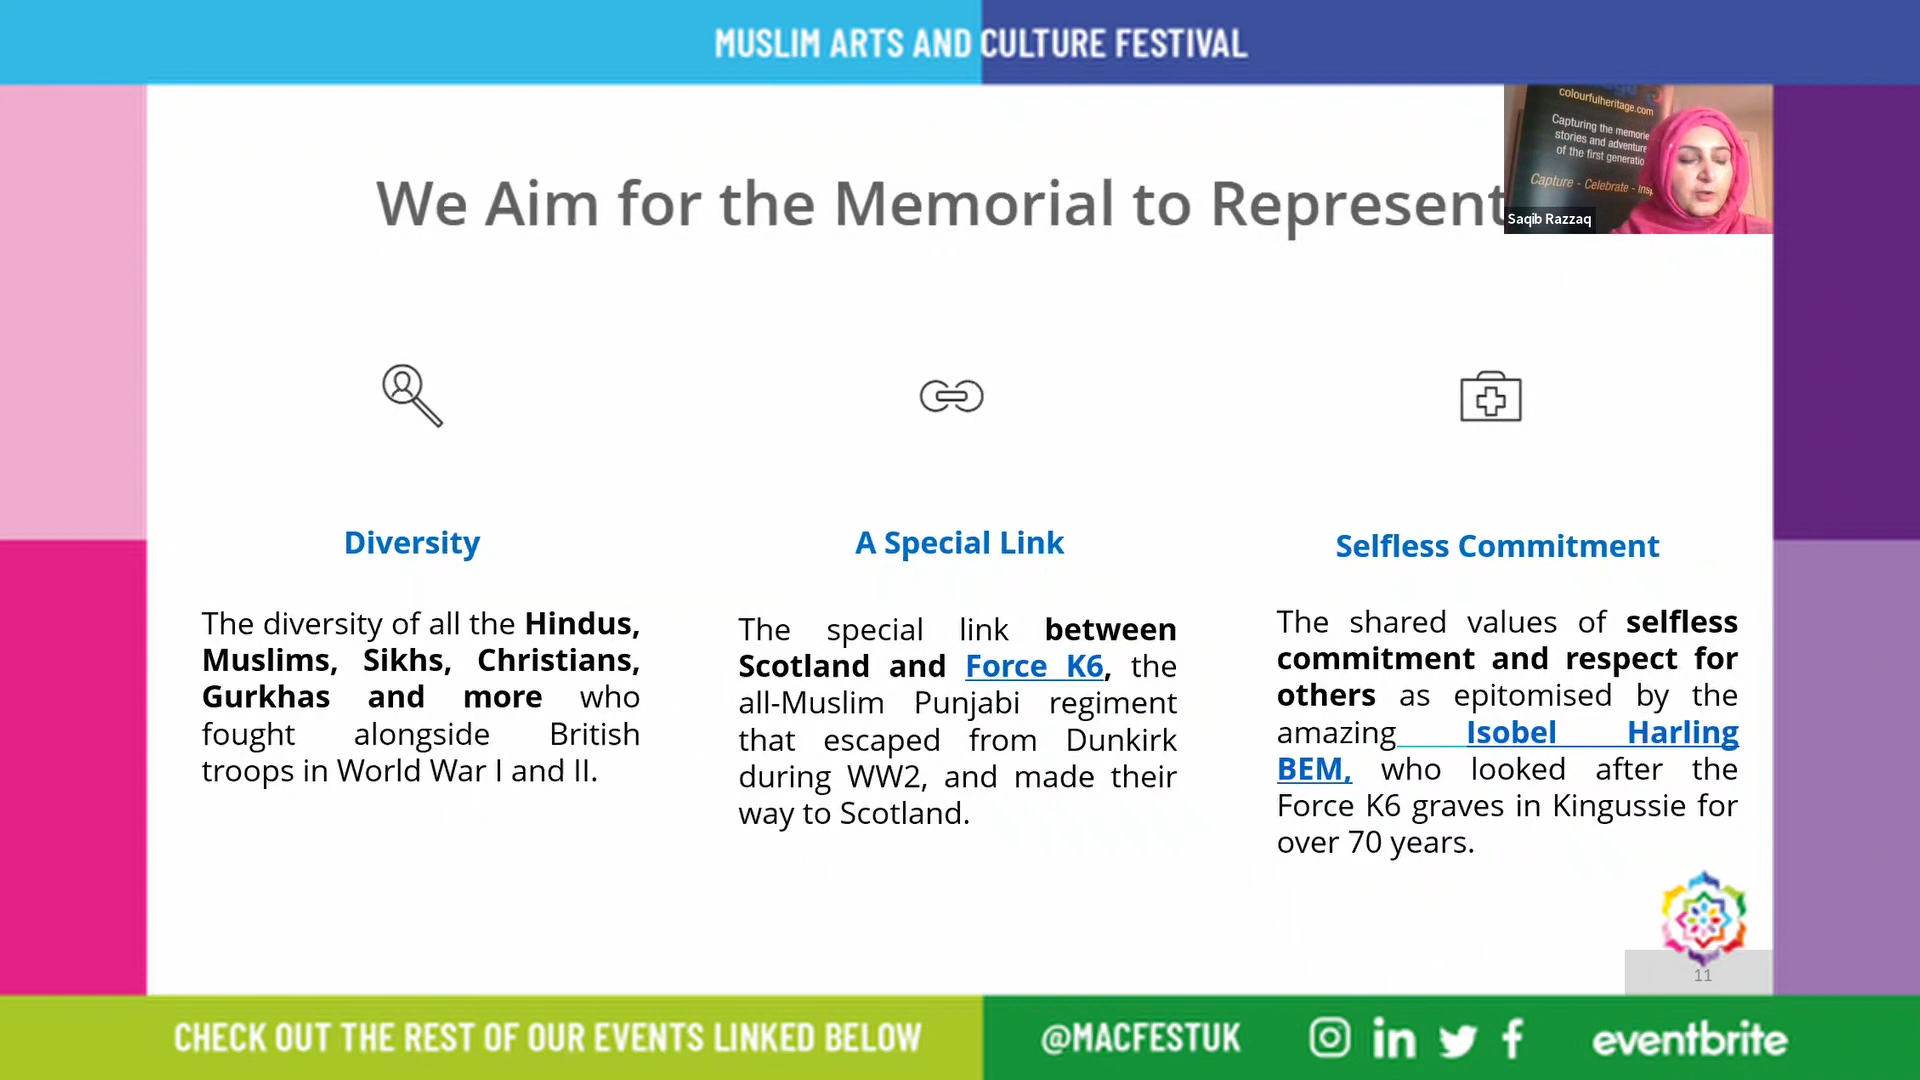 MUSLIM ARTS AND CULTURE FESTIVAL
colourfulheritage.com
Capturing the memorie
stories and adventure
of the first generatio
Capture - Celebrate - Insp
Saqib Razzaq
We Aim for the Memorial to Represent
Diversity
The diversity of all the Hindus,
Muslims, Sikhs, Christians,
Gurkhas and more who
fought alongside British
troops in World War I and II.
A Special Link
The special link between
Scotland and Force K6, the
all-Muslim Punjabi regiment
that escaped from Dunkirk
during WW2, and made their
way to Scotland.
Selfless Commitment
The shared values of selfless
commitment and respect for
others as epitomised by the
amazing Isobel Harling
BEM, who looked after the
Force K6 graves in Kingussie for
over 70 years.
11
CHECK OUT THE REST OF OUR EVENTS LINKED BELOW
@MACFESTUK
eventbrite